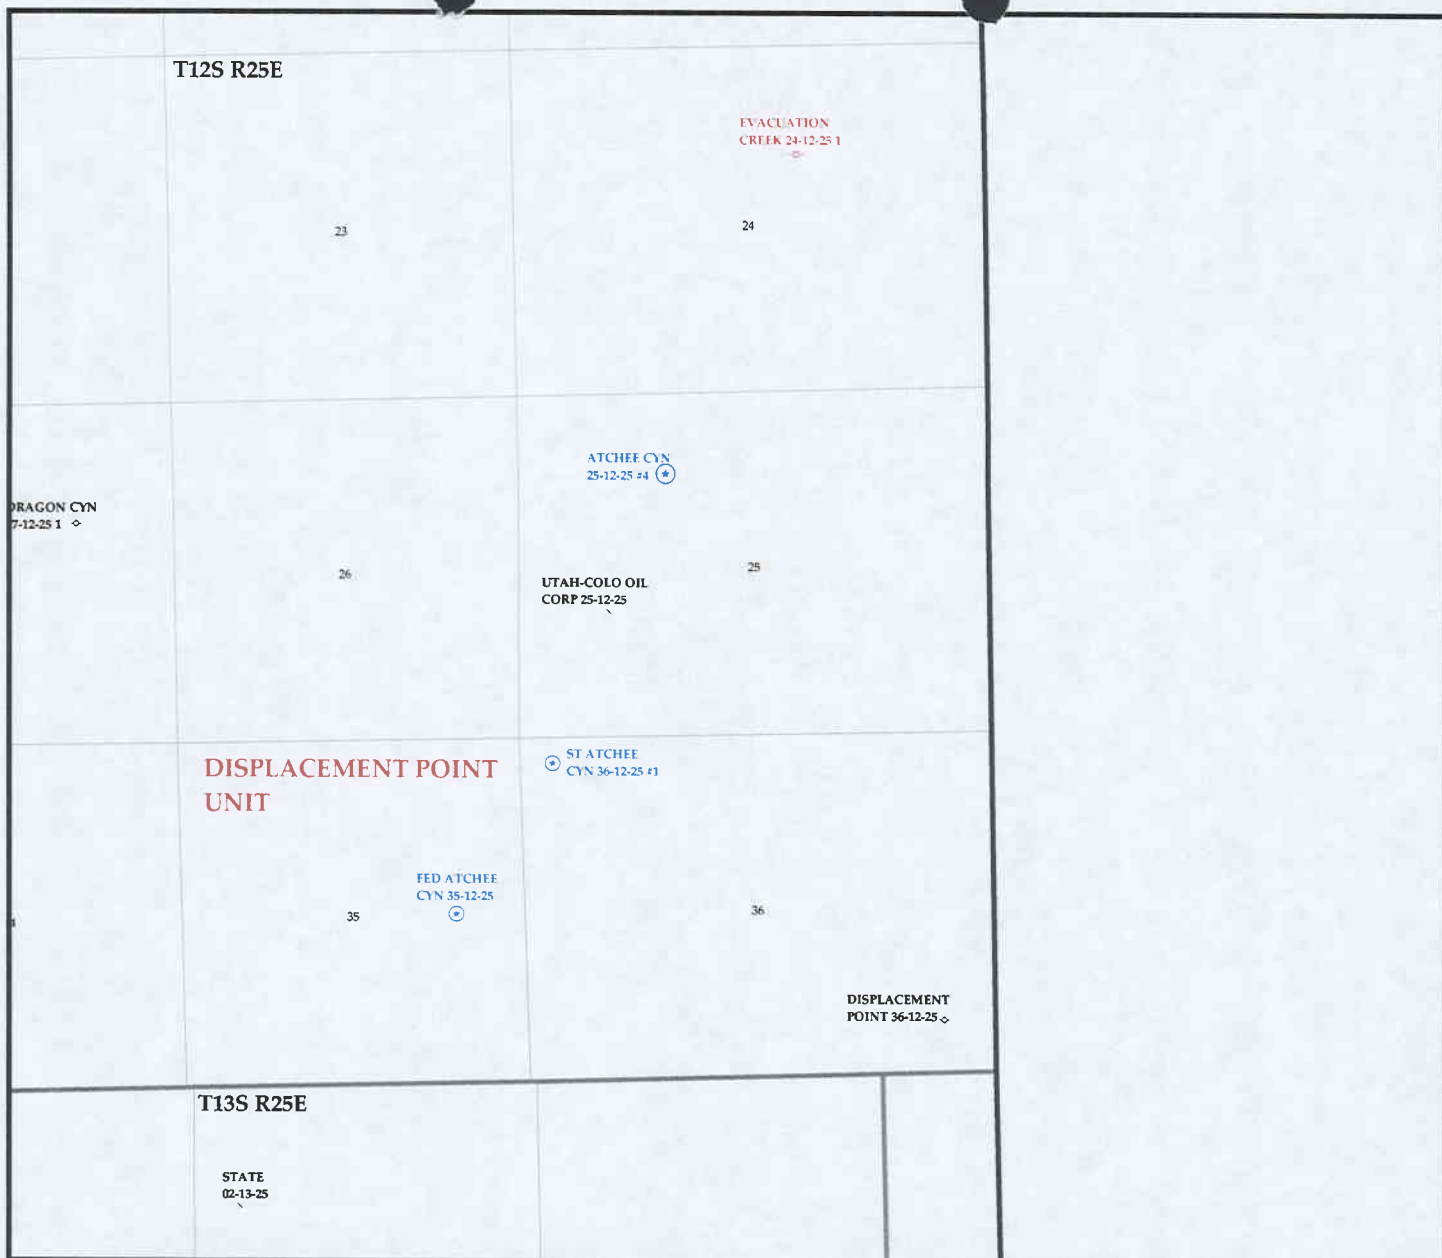 T12S R25E
EVACUATION
CREEK 24-12-25 1
23
24
ATCHEE CYN
25-12-25 #4
DRAGON CYN
7-12-25 1
26
25
UTAH-COLO OIL
CORP 25-12-25
DISPLACEMENT POINT
UNIT
ST ATCHEE
CYN 36-12-25 #1
FED ATCHEE
CYN 35-12-25
35
36
DISPLACEMENT
POINT 36-12-25
T13S R25E
STATE
02-13-25